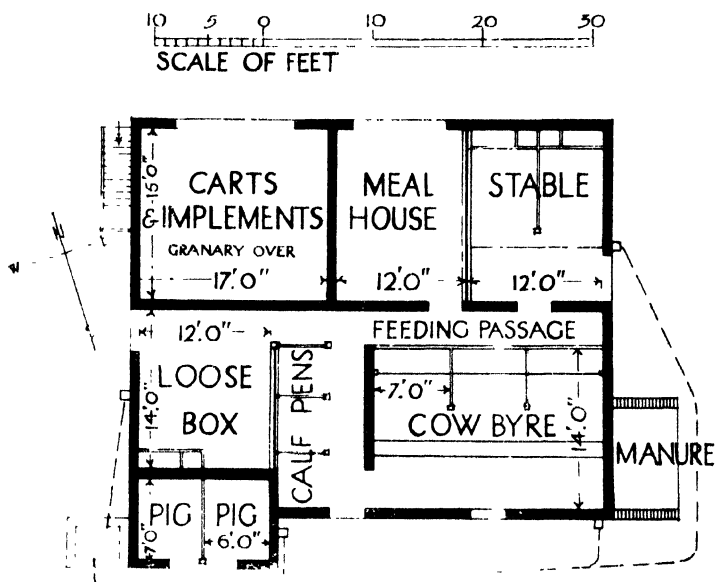 10 5 0 10 20 30
SCALE OF FEET
CARTS
& IMPLEMENTS
GRANARY OVER
15'0"
17'0"
MEAL
HOUSE
12'0"
STABLE
12'0"
N
W
12'0"
LOOSE
BOX
14'0"
CALF PENS
FEEDING PASSAGE
7'0"
COW BYRE
14'0"
MANURE
PIG
PIG
7'0"
6'0"